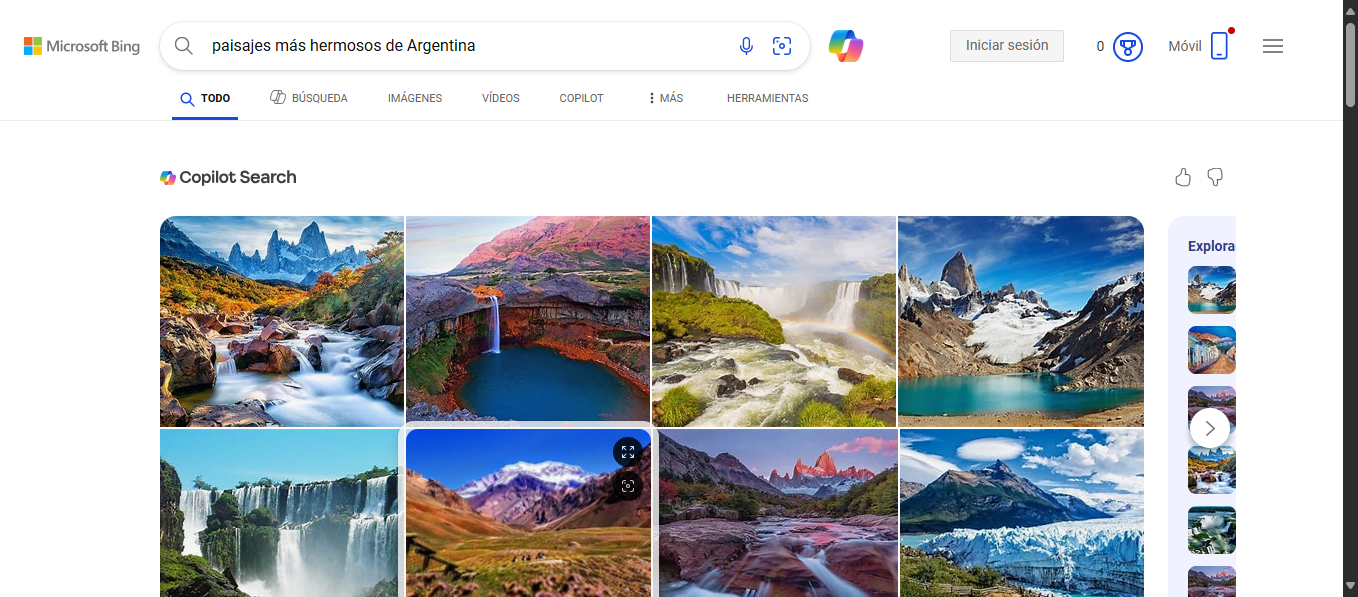 Microsoft Bing
paisajes más hermosos de Argentina
Iniciar sesión
0
Móvil
TODO
BÚSQUEDA
IMÁGENES
VÍDEOS
COPILOT
MÁS
HERRAMIENTAS
Copilot Search
Explora